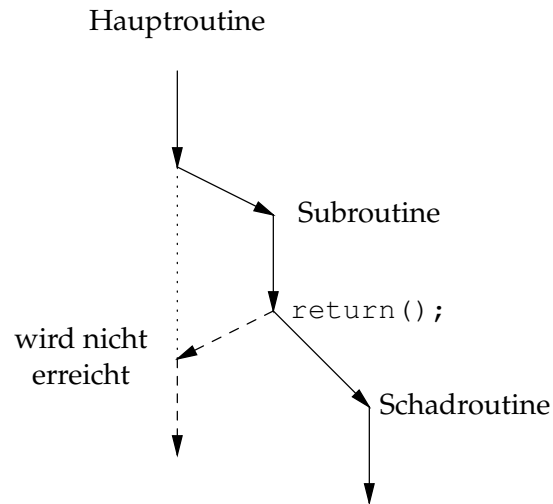 Hauptroutine
Subroutine
return();
wird nicht
erreicht
Schadroutine